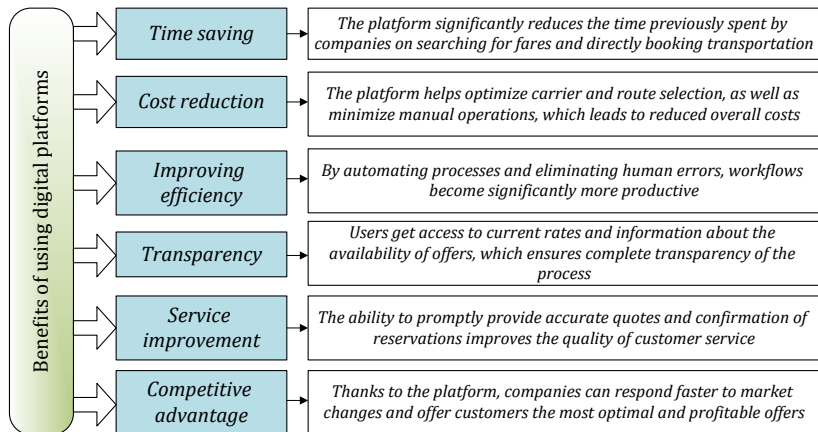 Benefits of using digital platforms
Time saving
The platform significantly reduces the time previously spent by
companies on searching for fares and directly booking transportation
Cost reduction
The platform helps optimize carrier and route selection, as well as
minimize manual operations, which leads to reduced overall costs
Improving
efficiency
By automating processes and eliminating human errors, workflows
become significantly more productive
Transparency
Users get access to current rates and information about the
availability of offers, which ensures complete transparency of the
process
Service
improvement
The ability to promptly provide accurate quotes and confirmation of
reservations improves the quality of customer service
Competitive
advantage
Thanks to the platform, companies can respond faster to market
changes and offer customers the most optimal and profitable offers